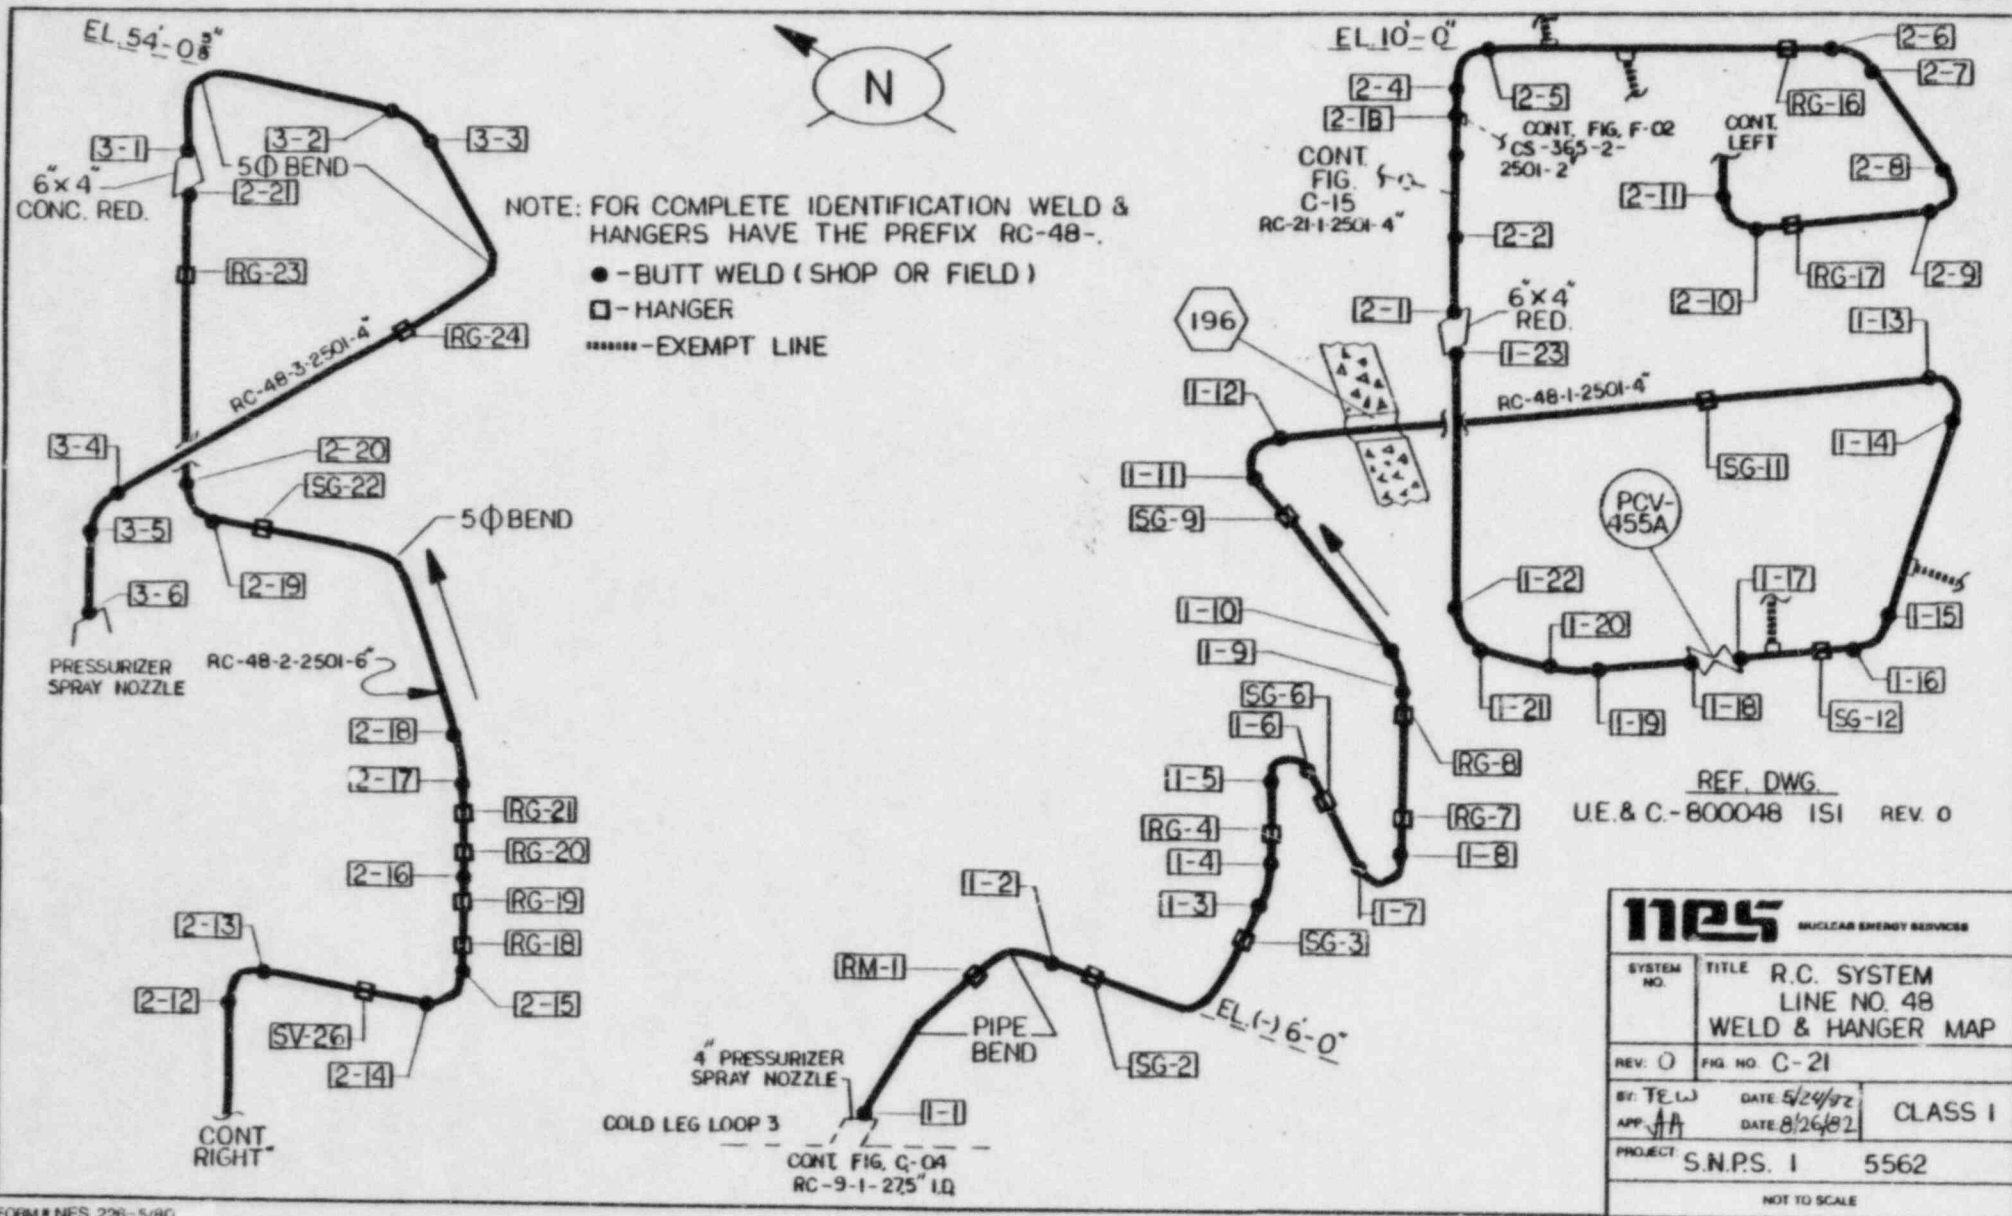 EL. 54'-0 5/8"
3-1
3-2
3-3
6"x4"
CONC. RED.
5∅ BEND
2-21
RG-23
RG-24
RC-48-3-2501-4"
3-4
2-20
SG-22
3-5
5∅ BEND
3-6
2-19
PRESSURIZER
SPRAY NOZZLE
RC-48-2-2501-6"
2-18
2-17
RG-21
RG-20
2-16
RG-19
2-13
RG-18
2-12
2-15
SV-26
2-14
CONT
RIGHT
N
NOTE: FOR COMPLETE IDENTIFICATION WELD &
HANGERS HAVE THE PREFIX RC-48-.
-BUTT WELD (SHOP OR FIELD)
-HANGER
-EXEMPT LINE
EL. 10'-0"
2-4
2-5
2-6
2-7
RG-16
2-1B
CONT. FIG. F-02
CS-365-2-
2501-2"
CONT.
LEFT
CONT
FIG.
C-15
RC-21-1-2501-4"
2-8
2-11
2-2
RG-17
2-9
2-10
2-1
6"x4"
RED.
196
1-13
1-23
1-12
RC-48-1-2501-4"
1-14
1-11
SG-11
SG-9
PCV-
455A
1-22
1-17
1-10
1-20
1-15
1-9
SG-6
1-16
1-6
1-21
1-19
1-18
SG-12
1-5
RG-8
RG-4
RG-7
1-4
1-8
1-2
1-3
1-7
RM-1
SG-3
EL.(-) 6'-0"
PIPE
BEND
SG-2
4" PRESSURIZER
SPRAY NOZZLE
1-1
COLD LEG LOOP 3
CONT. FIG. C-04
RC-9-1-27.5" I.D.
REF. DWG.
U.E. & C.-800048 ISI REV. 0
nes NUCLEAR ENERGY SERVICES
SYSTEM
NO.
TITLE R.C. SYSTEM
LINE NO. 48
WELD & HANGER MAP
REV: 0 FIG. NO. C-21
BY: TEW DATE 5/24/82
APP. AA DATE 8/26/82
CLASS 1
PROJECT: S.N.P.S. 1 5562
NOT TO SCALE
FORM # NES 226-5/80